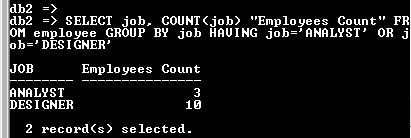 db2 =>
db2 => SELECT job, COUNT(job) "Employees Count" FR
OM employee GROUP BY job HAVING job='ANALYST' OR j
ob='DESIGNER'
JOB Employees Count
-------- ---------------
ANALYST 3
DESIGNER 10
2 record(s) selected.